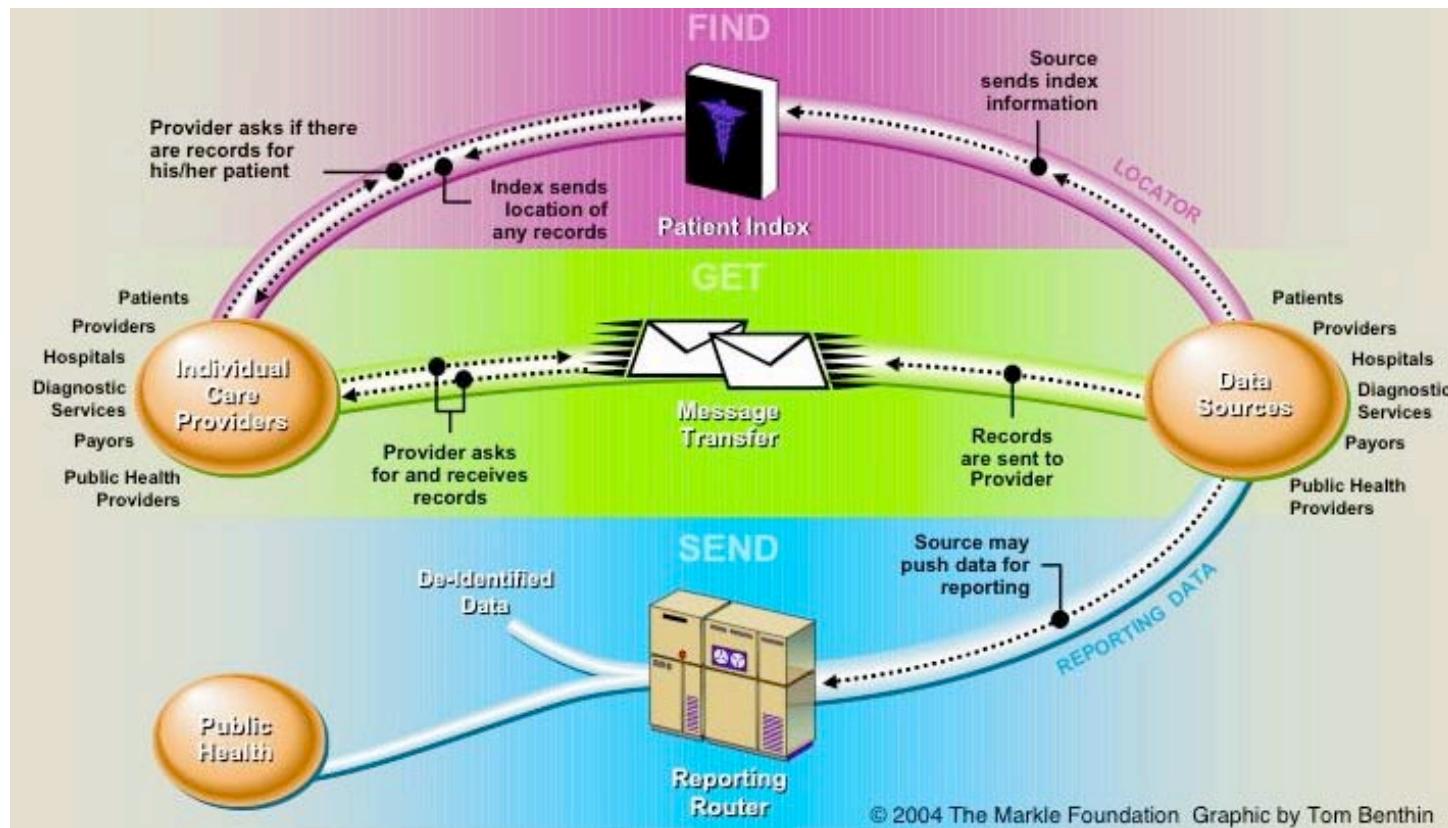 FIND
Source
sends index
information
Provider asks if there
are records for
his/her patient
Index sends
location of
any records
Patient Index
LOCATOR
GET
Patients
Providers
Hospitals
Diagnostic
Services
Payors
Public Health
Providers
Individual
Care
Providers
Message
Transfer
Provider asks
for and receives
records
Records
are sent to
Provider
Data
Sources
Patients
Providers
Hospitals
Diagnostic
Services
Payors
Public Health
Providers
SEND
Source may
push data for
reporting
REPORTING DATA
De-Identified
Data
Public
Health
Reporting
Router
© 2004 The Markle Foundation Graphic by Tom Benthin